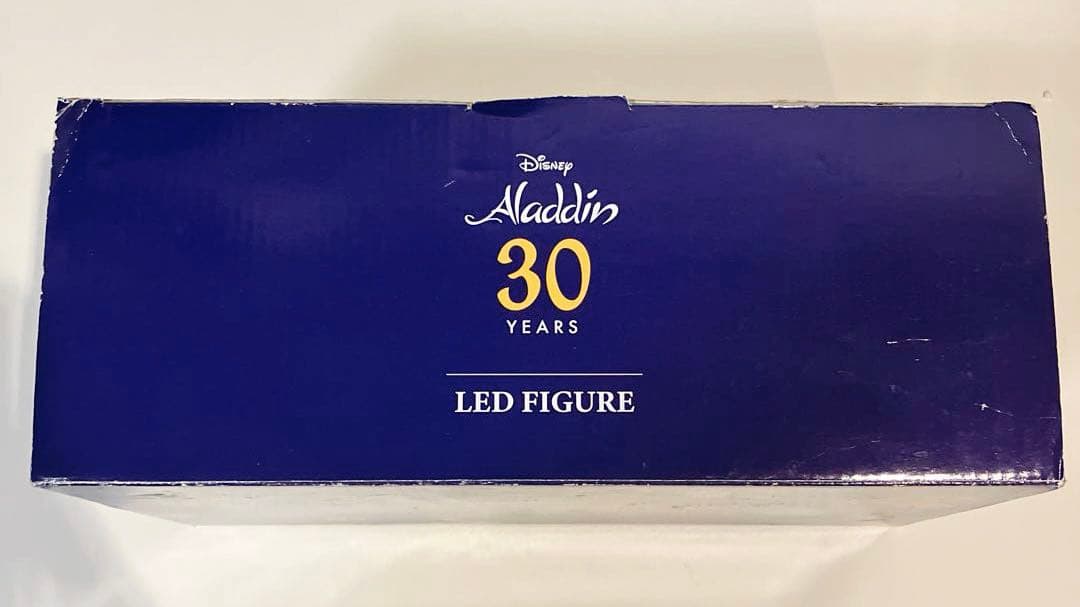 Disney
Aladdin
30
YEARS
LED FIGURE